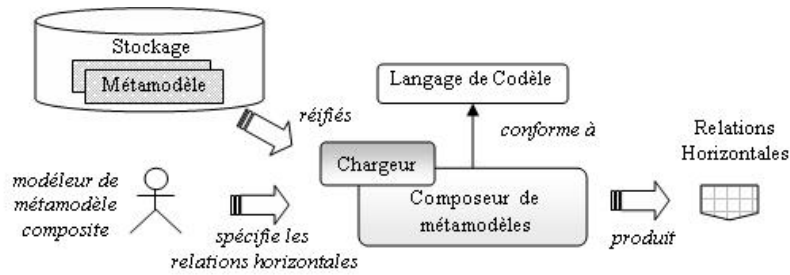 Stockage
Métamodèle
réifiés
Langage de Codèle
conforme à
Relations
Horizontales
Chargeur
modéleur de
métamodèle
composite
Composeur de
métamodèles
spécifie les
relations horizontales
produit